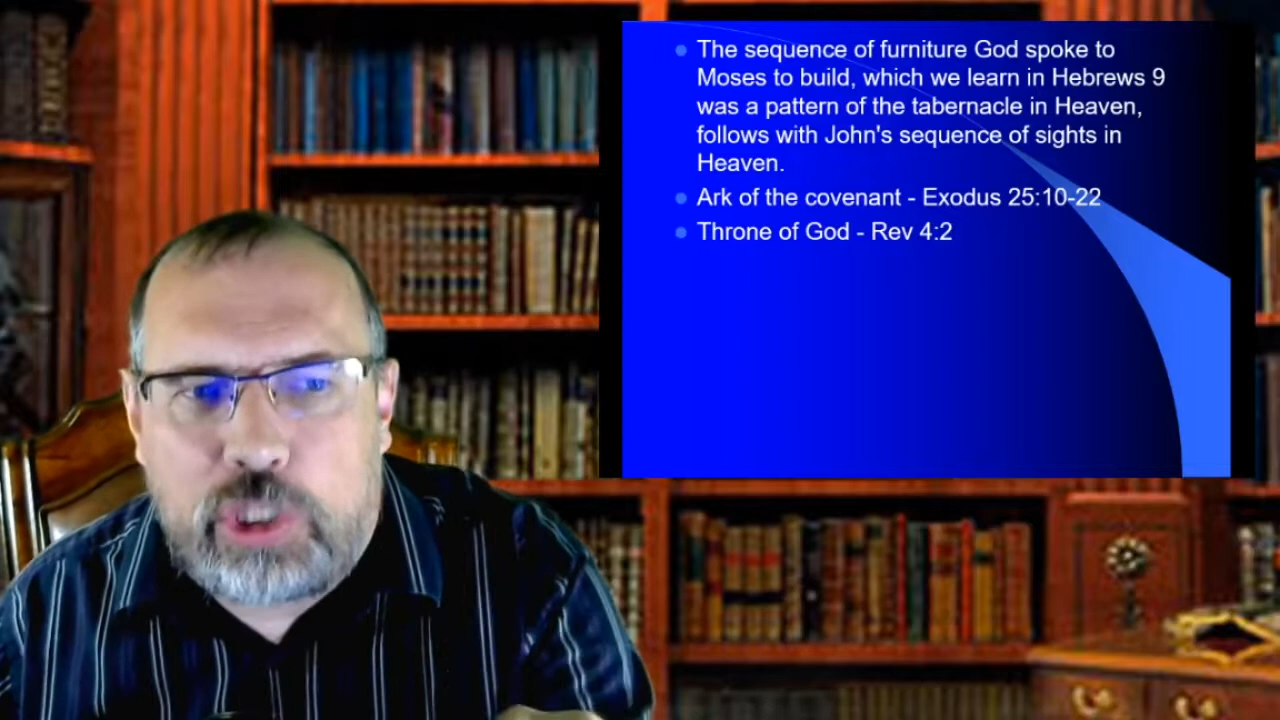 The sequence of furniture God spoke to
Moses to build, which we learn in Hebrews 9
was a pattern of the tabernacle in Heaven,
follows with John's sequence of sights in
Heaven.
Ark of the covenant - Exodus 25:10-22
Throne of God - Rev 4:2